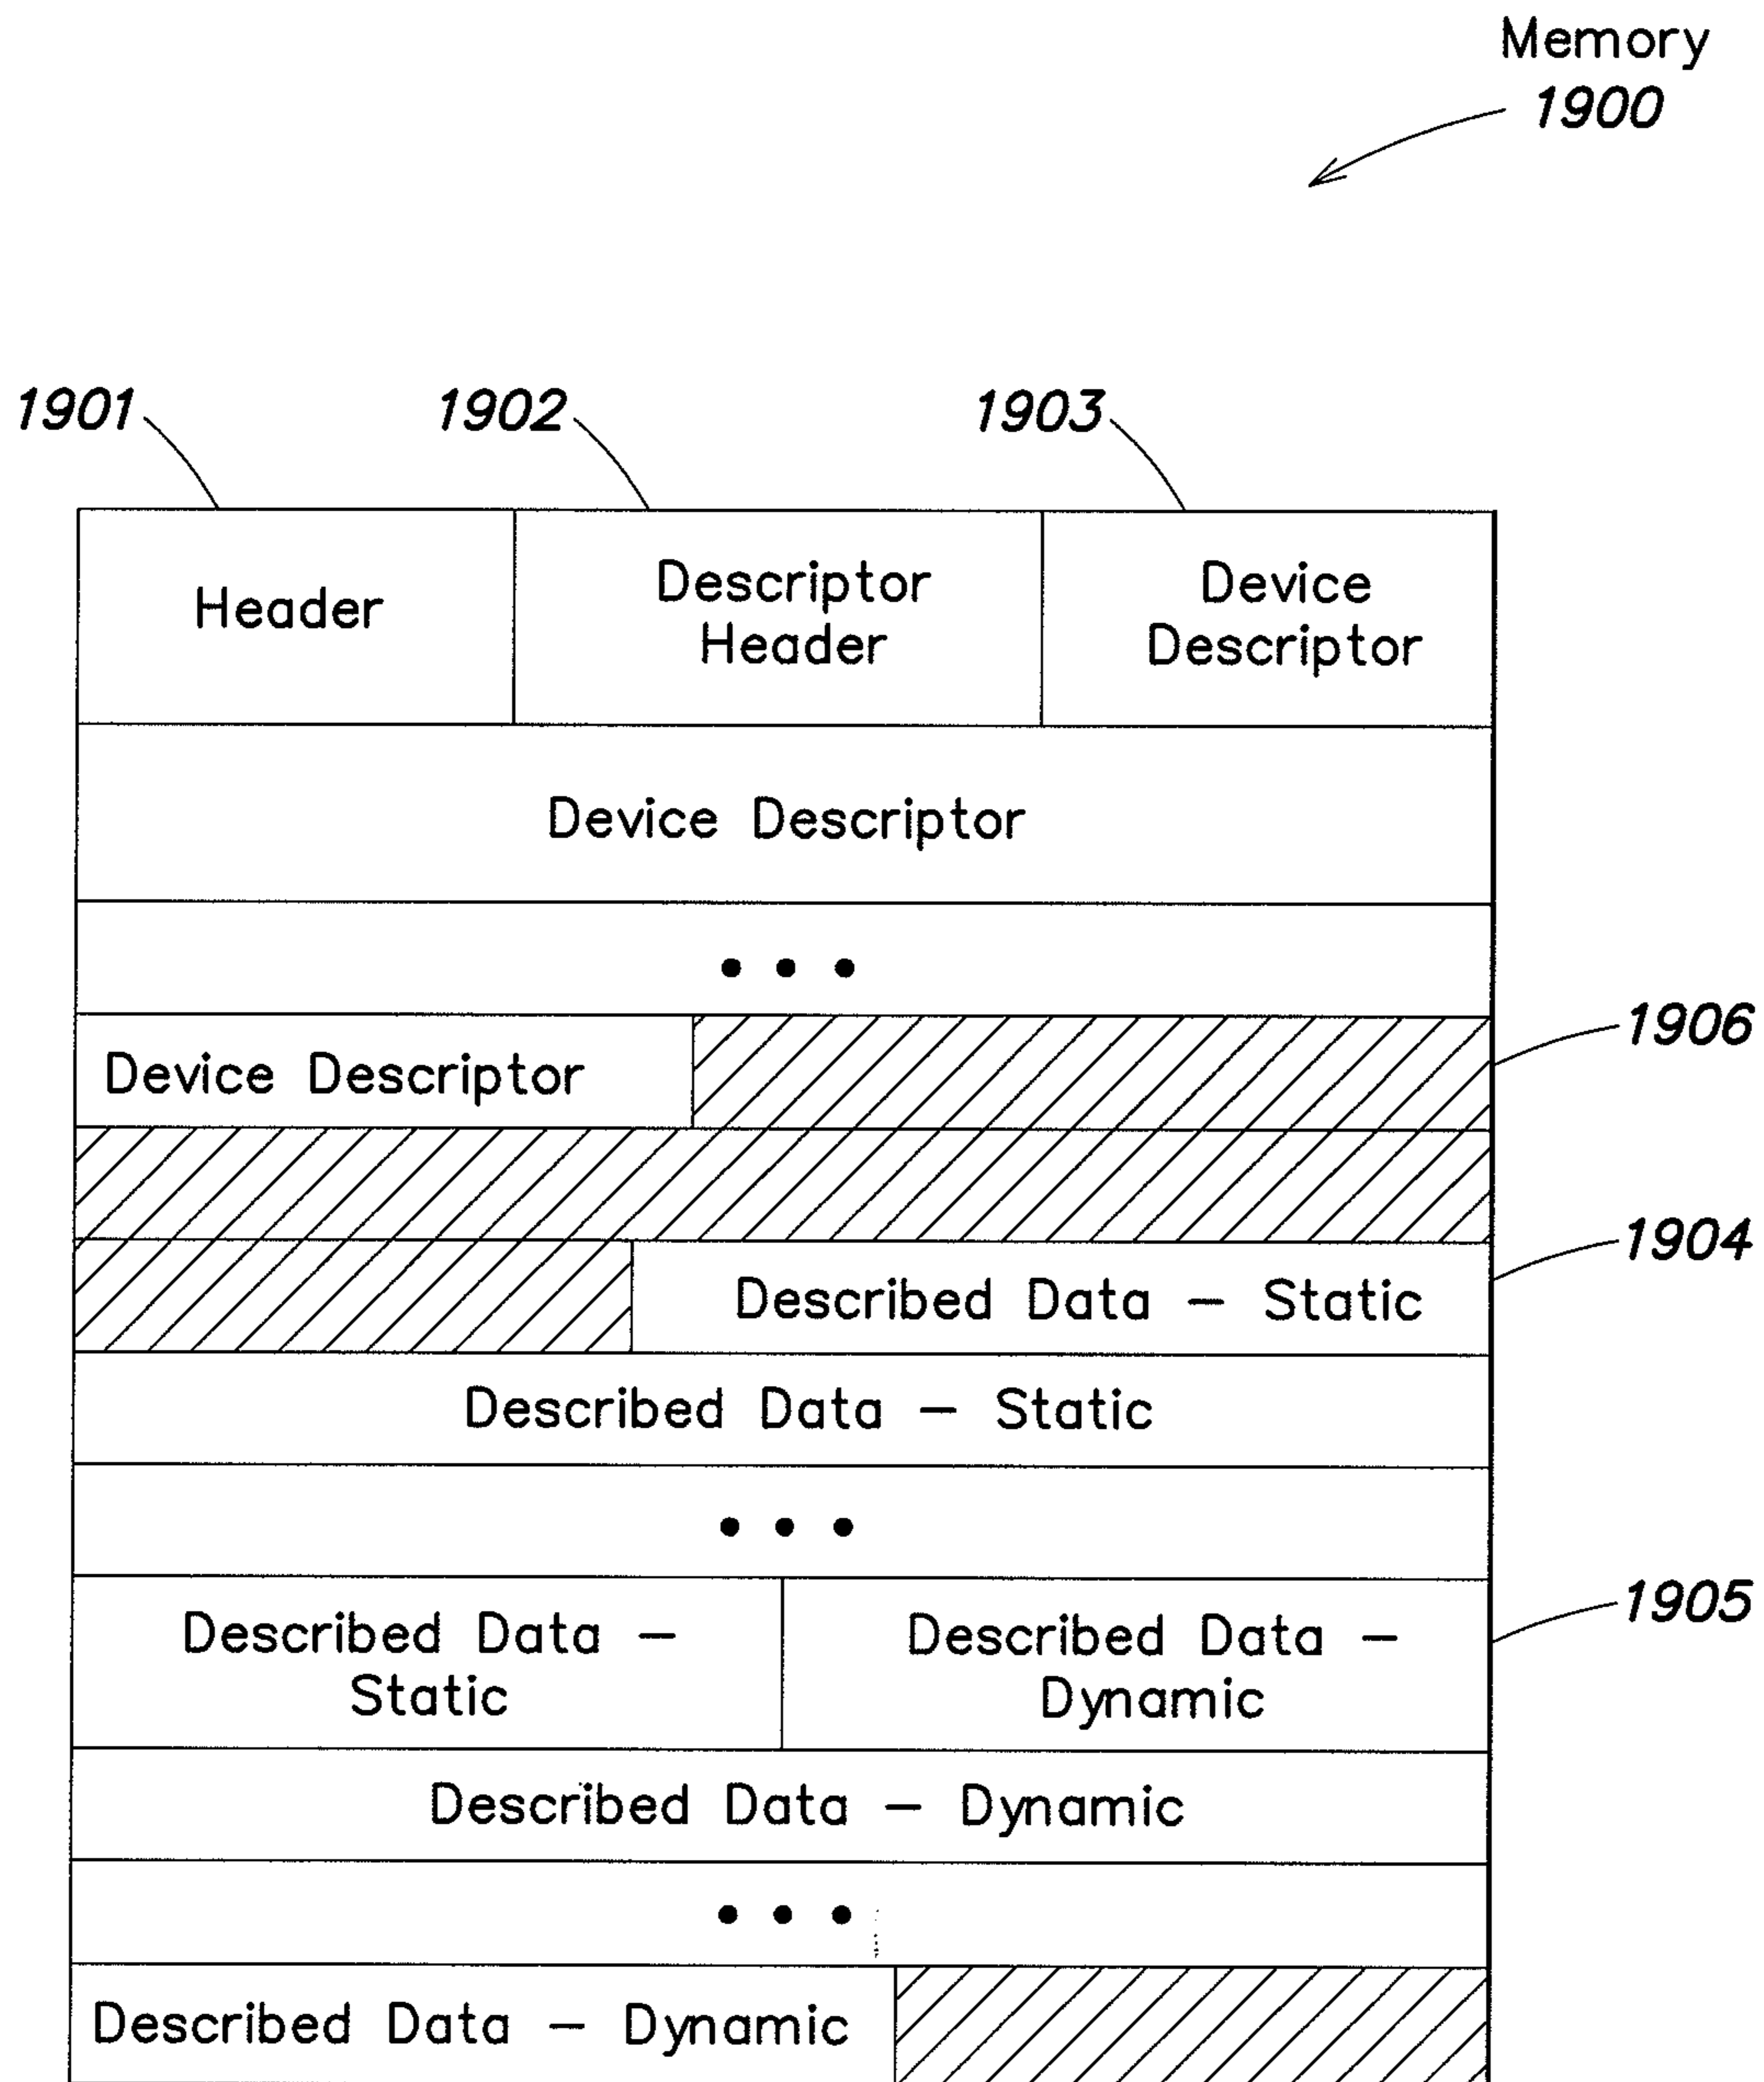 Memory
1900
1901 1902 1903
Header
Descriptor
Header
Device
Descriptor
Device Descriptor
• • •
Device Descriptor
1906
1904
Described Data – Static
Described Data – Static
• • •
1905
Described Data –
Static
Described Data –
Dynamic
Described Data – Dynamic
• • •
Described Data – Dynamic